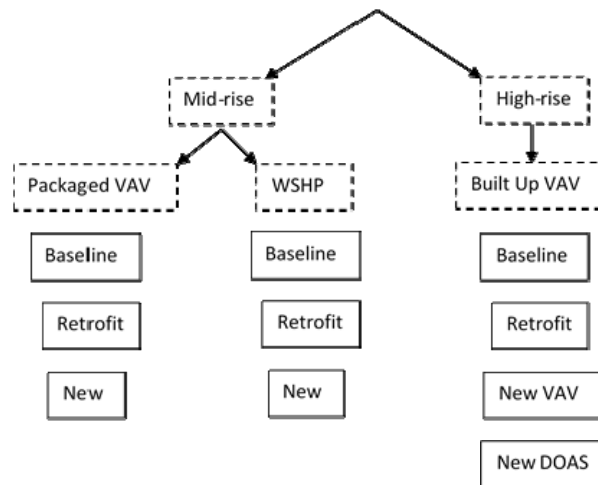 Mid-rise
High-rise
Packaged VAV
WSHP
Built Up VAV
Baseline
Baseline
Baseline
Retrofit
Retrofit
Retrofit
New
New
New VAV
New DOAS